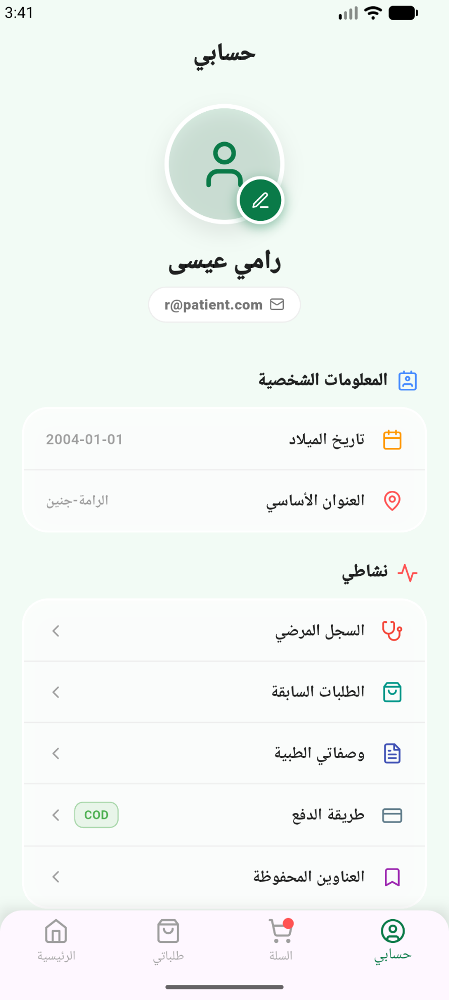 3:41
حسابي
رامي عيسى
r@patient.com
المعلومات الشخصية
تاريخ الميلاد 2004-01-01
العنوان الأساسي الرامة-جنين
نشاطي
السجل المرضي
الطلبات السابقة
وصفاتي الطبية
طريقة الدفع COD
العناوين المحفوظة
حسابي السلة طلباتي الرئيسية